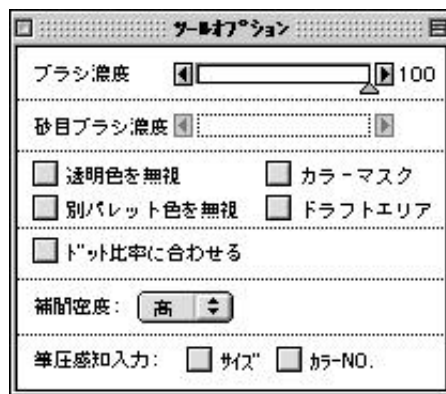 ツールオプション
ブラシ濃度 100
砂目ブラシ濃度
透明色を無視 カラーマスク
別パレット色を無視 ドラフトエリア
ドット比率に合わせる
補間密度: 高
筆圧感知入力: サイズ カラーNO.